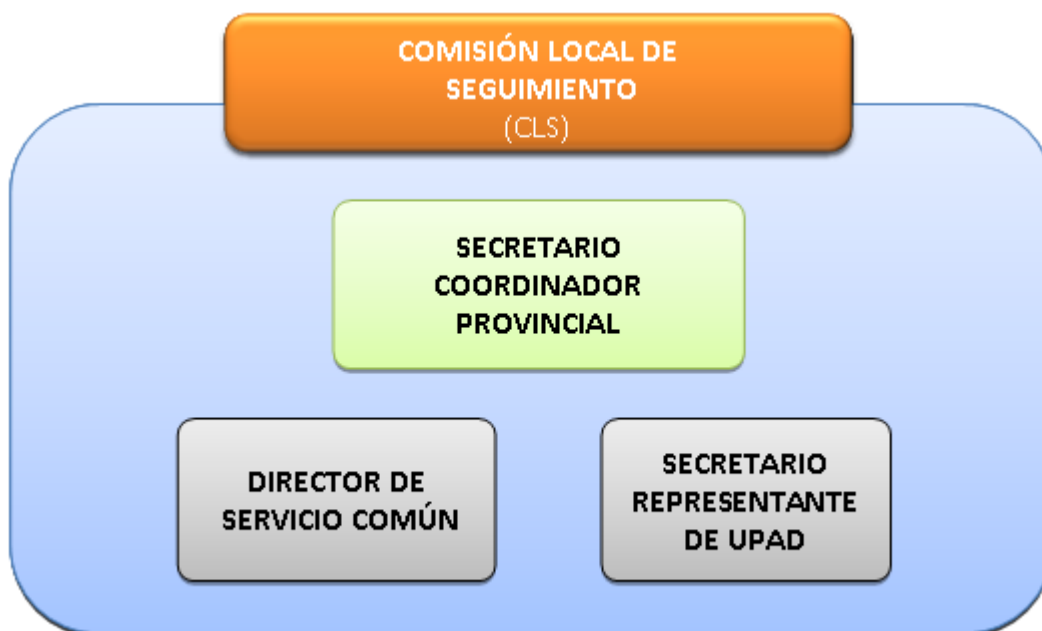 COMISIÓN LOCAL DE
SEGUIMIENTO
(CLS)
SECRETARIO
COORDINADOR
PROVINCIAL
DIRECTOR DE
SERVICIO COMÚN
SECRETARIO
REPRESENTANTE
DE UPAD